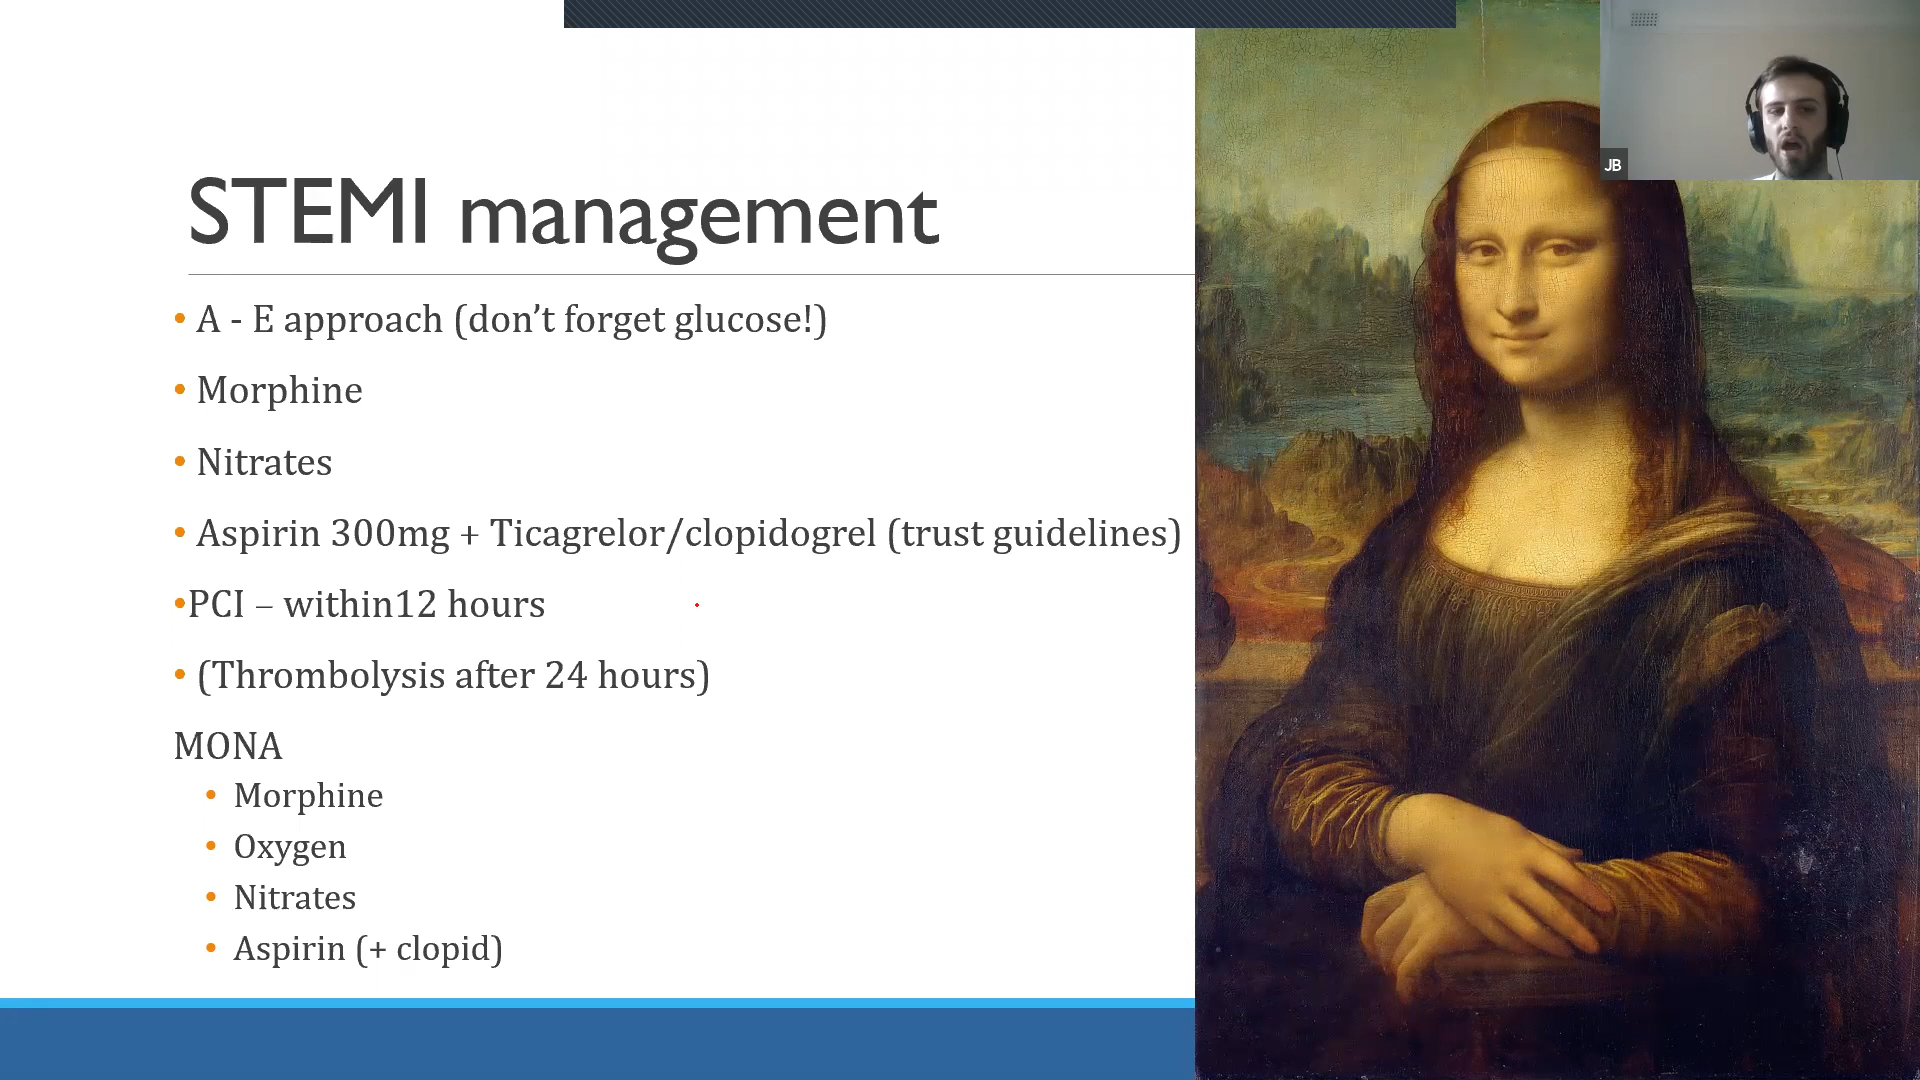 STEMI management
• A - E approach (don’t forget glucose!)
• Morphine
• Nitrates
• Aspirin 300mg + Ticagrelor/clopidogrel (trust guidelines)
•PCI – within12 hours
• (Thrombolysis after 24 hours)
MONA
• Morphine
• Oxygen
• Nitrates
• Aspirin (+ clopid)
JB